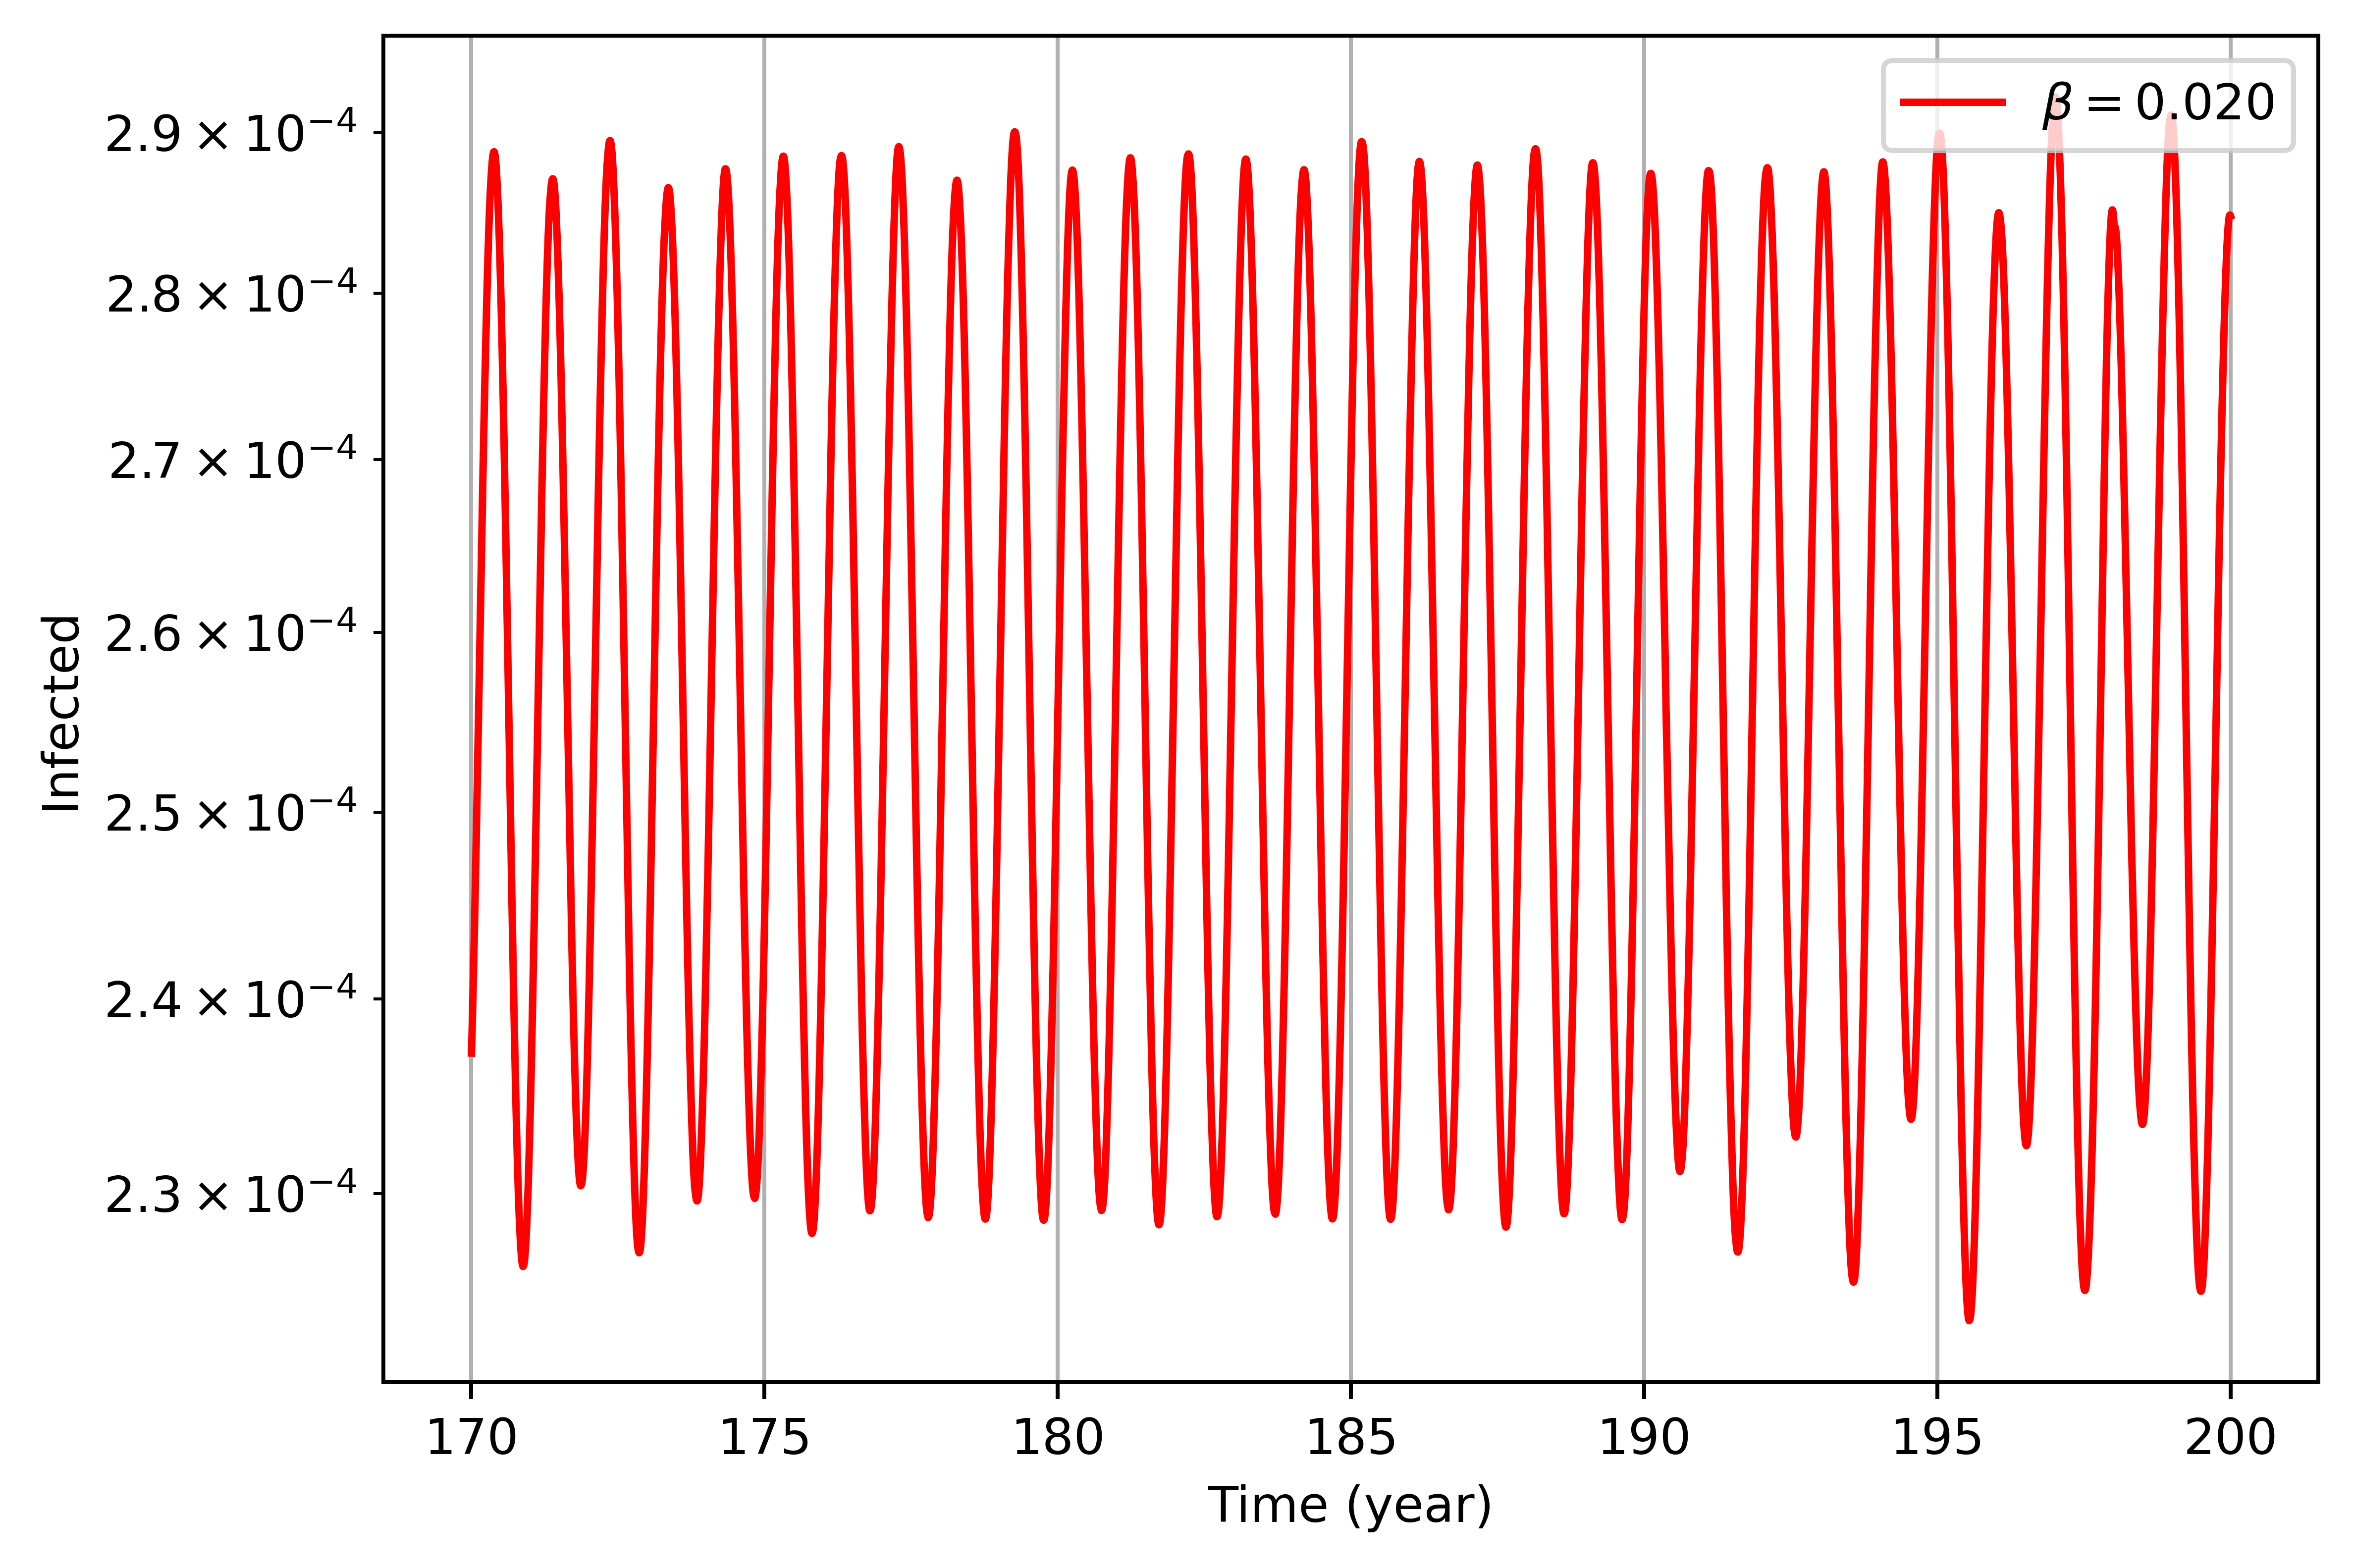 β = 0.020
2.9 × 10⁻⁴
2.8 × 10⁻⁴
2.7 × 10⁻⁴
2.6 × 10⁻⁴
2.5 × 10⁻⁴
2.4 × 10⁻⁴
2.3 × 10⁻⁴
Infected
170 175 180 185 190 195 200
Time (year)